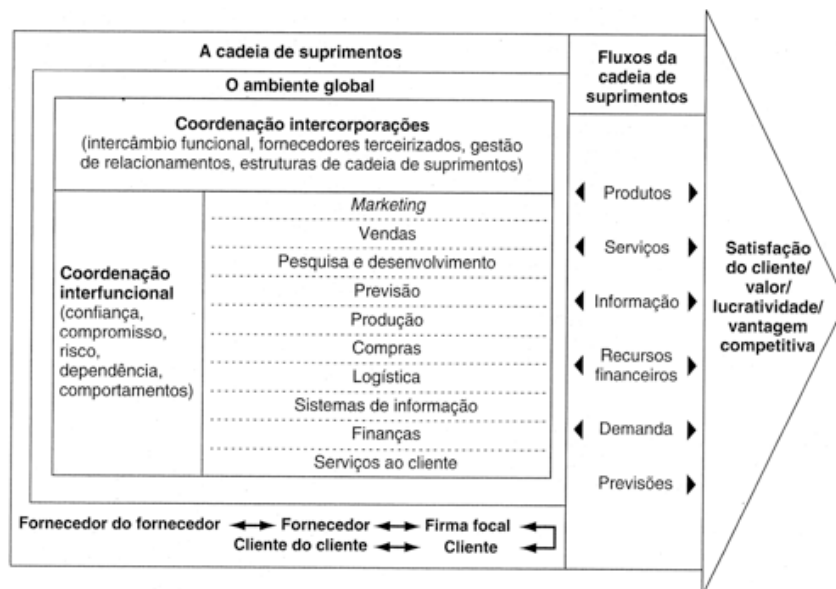 A cadeia de suprimentos
O ambiente global
Coordenação intercorporações
(intercâmbio funcional, fornecedores terceirizados, gestão
de relacionamentos, estruturas de cadeia de suprimentos)
Coordenação
interfuncional
(confiança,
compromisso,
risco,
dependência,
comportamentos)
Marketing
Vendas
Pesquisa e desenvolvimento
Previsão
Produção
Compras
Logística
Sistemas de informação
Finanças
Serviços ao cliente
Fornecedor do fornecedor Fornecedor Firma focal
Cliente do cliente Cliente
Fluxos da
cadeia de
suprimentos
Produtos
Serviços
Informação
Recursos
financeiros
Demanda
Previsões
Satisfação
do cliente/
valor/
lucratividade/
vantagem
competitiva